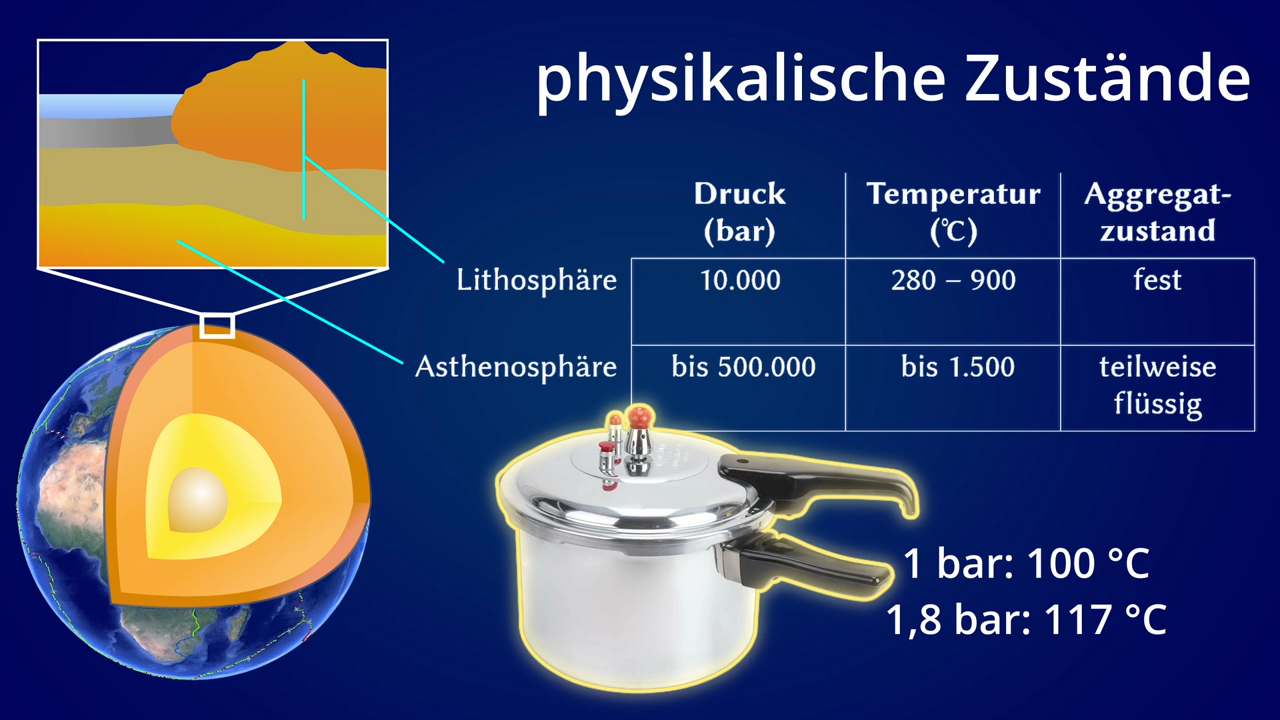 physikalische Zustände
Druck
(bar)
Temperatur
(℃)
Aggregat-
zustand
Lithosphäre
10.000
280 – 900
fest
Asthenosphäre
bis 500.000
bis 1.500
teilweise
flüssig
1 bar: 100 °C
1,8 bar: 117 °C